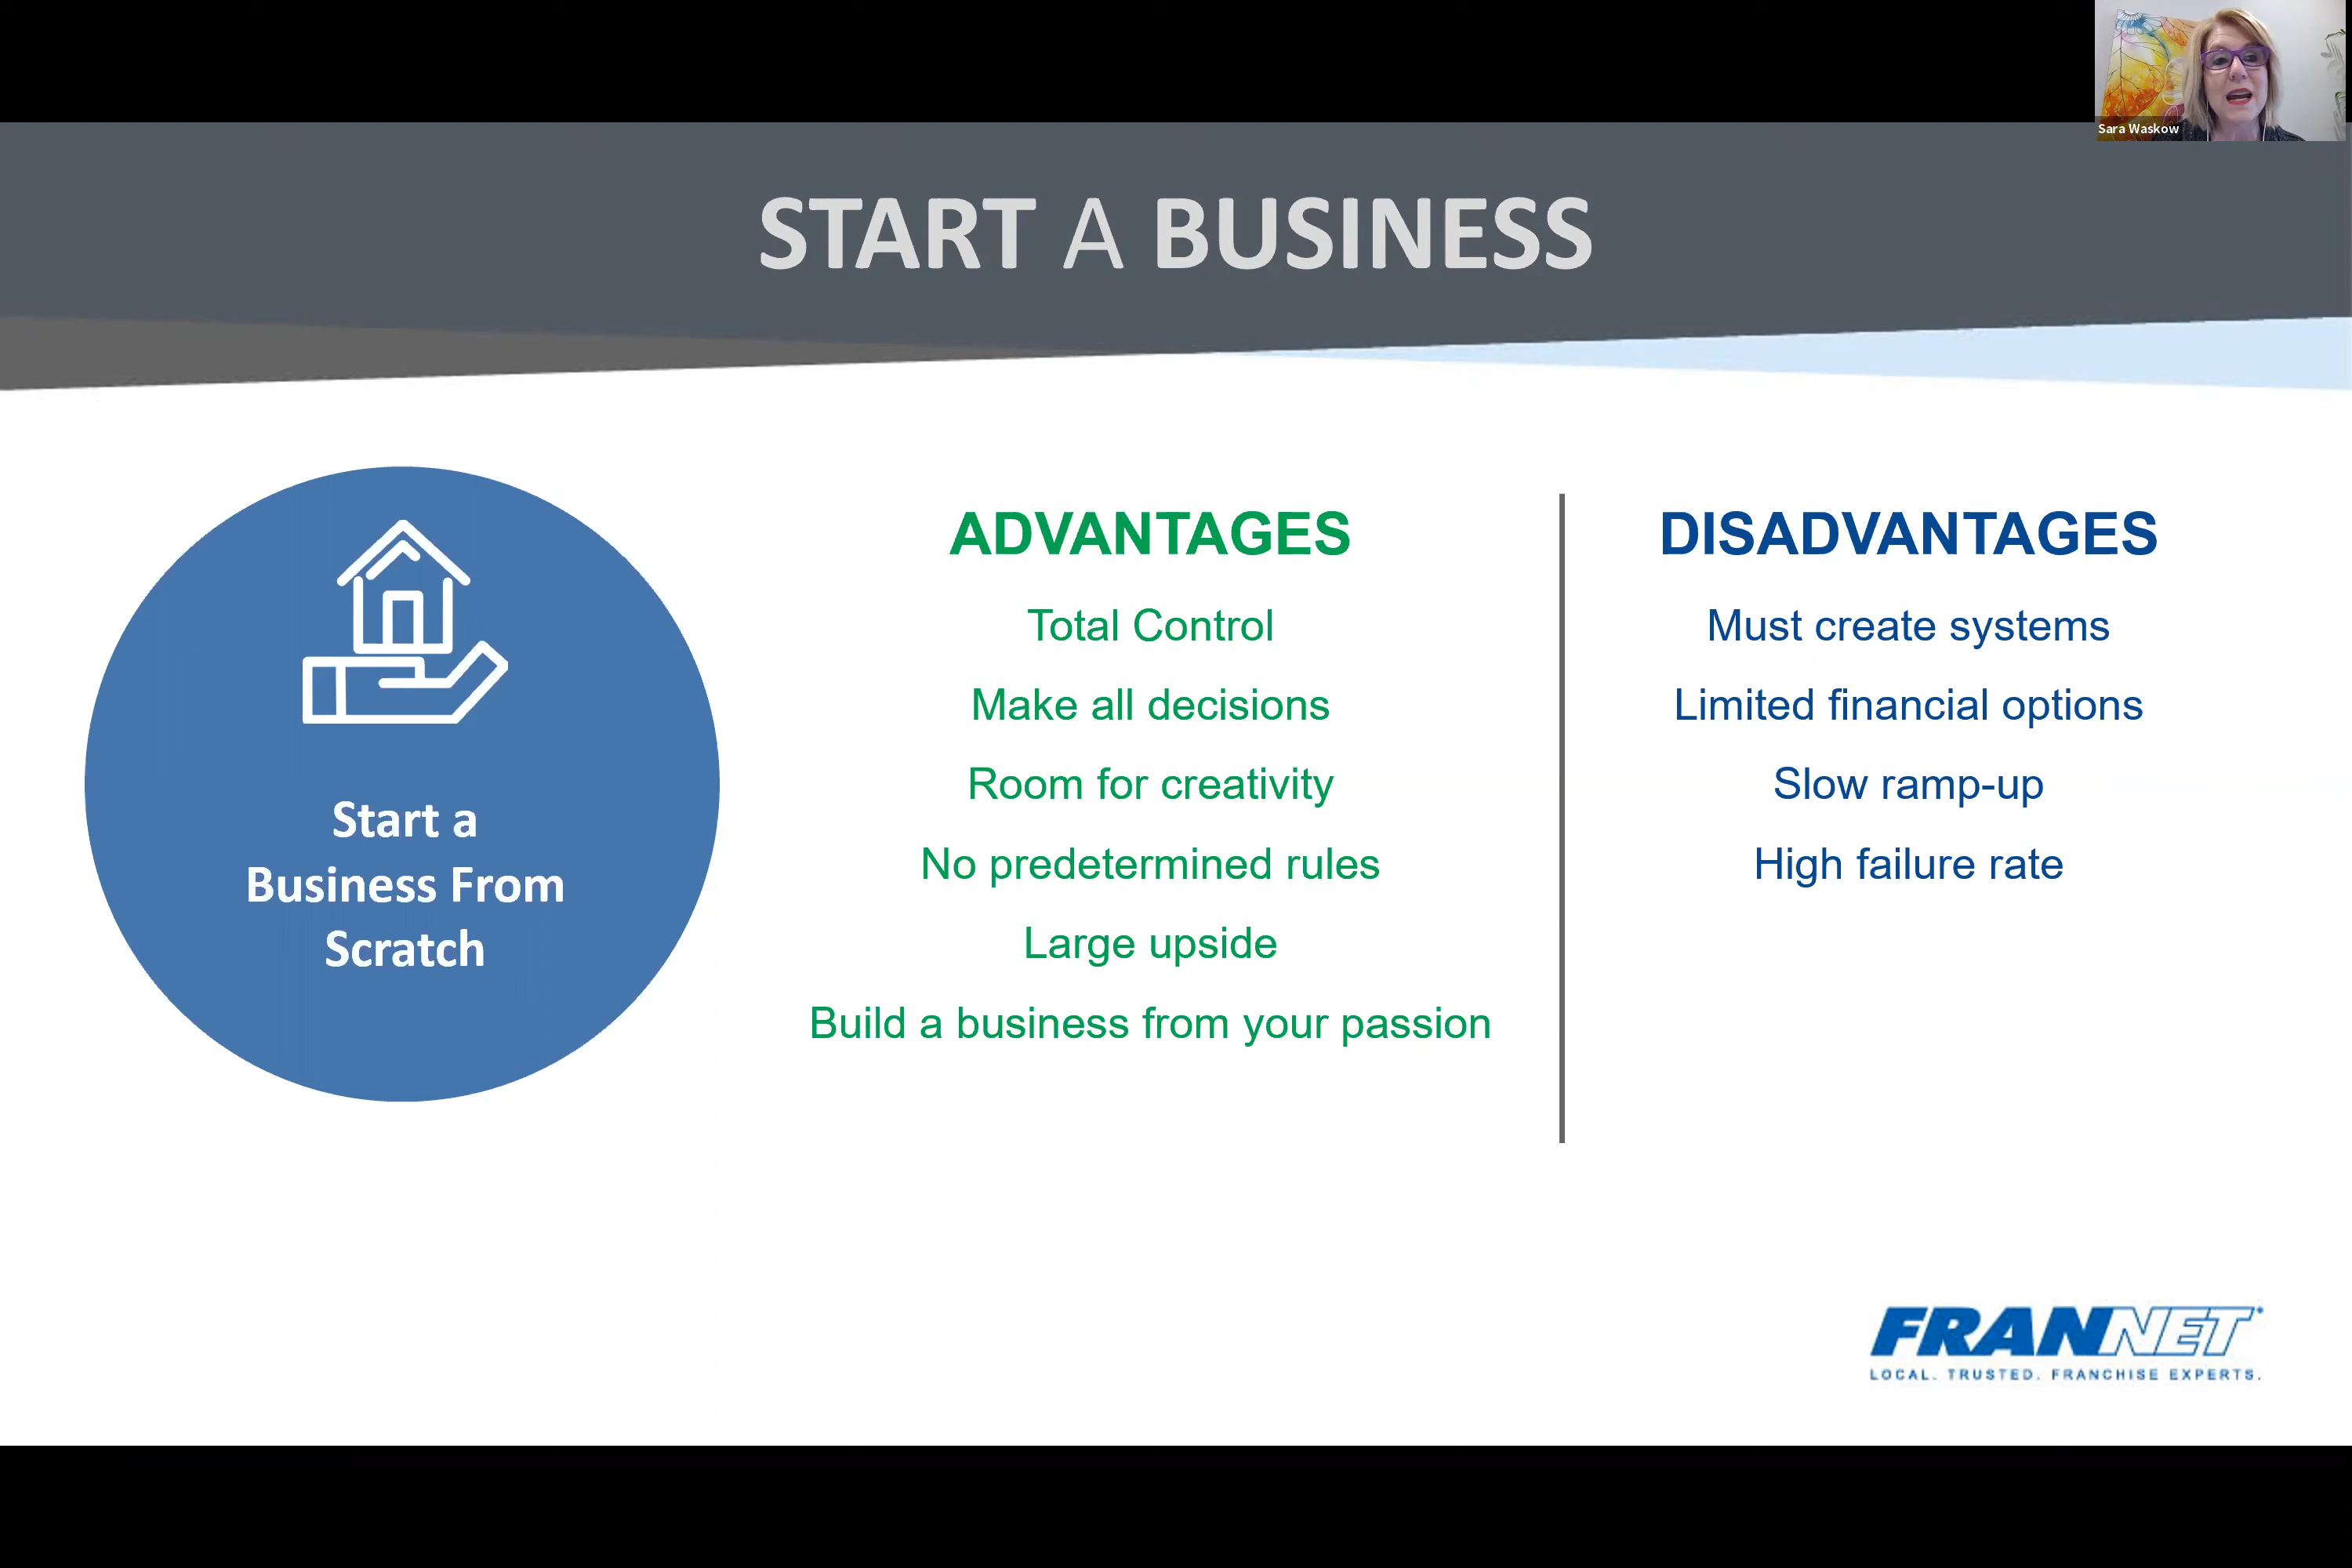 Sara Waskow
START A BUSINESS
Start a
Business From
Scratch
ADVANTAGES
Total Control
Make all decisions
Room for creativity
No predetermined rules
Large upside
Build a business from your passion
DISADVANTAGES
Must create systems
Limited financial options
Slow ramp-up
High failure rate
FRANNET
LOCAL. TRUSTED. FRANCHISE EXPERTS.